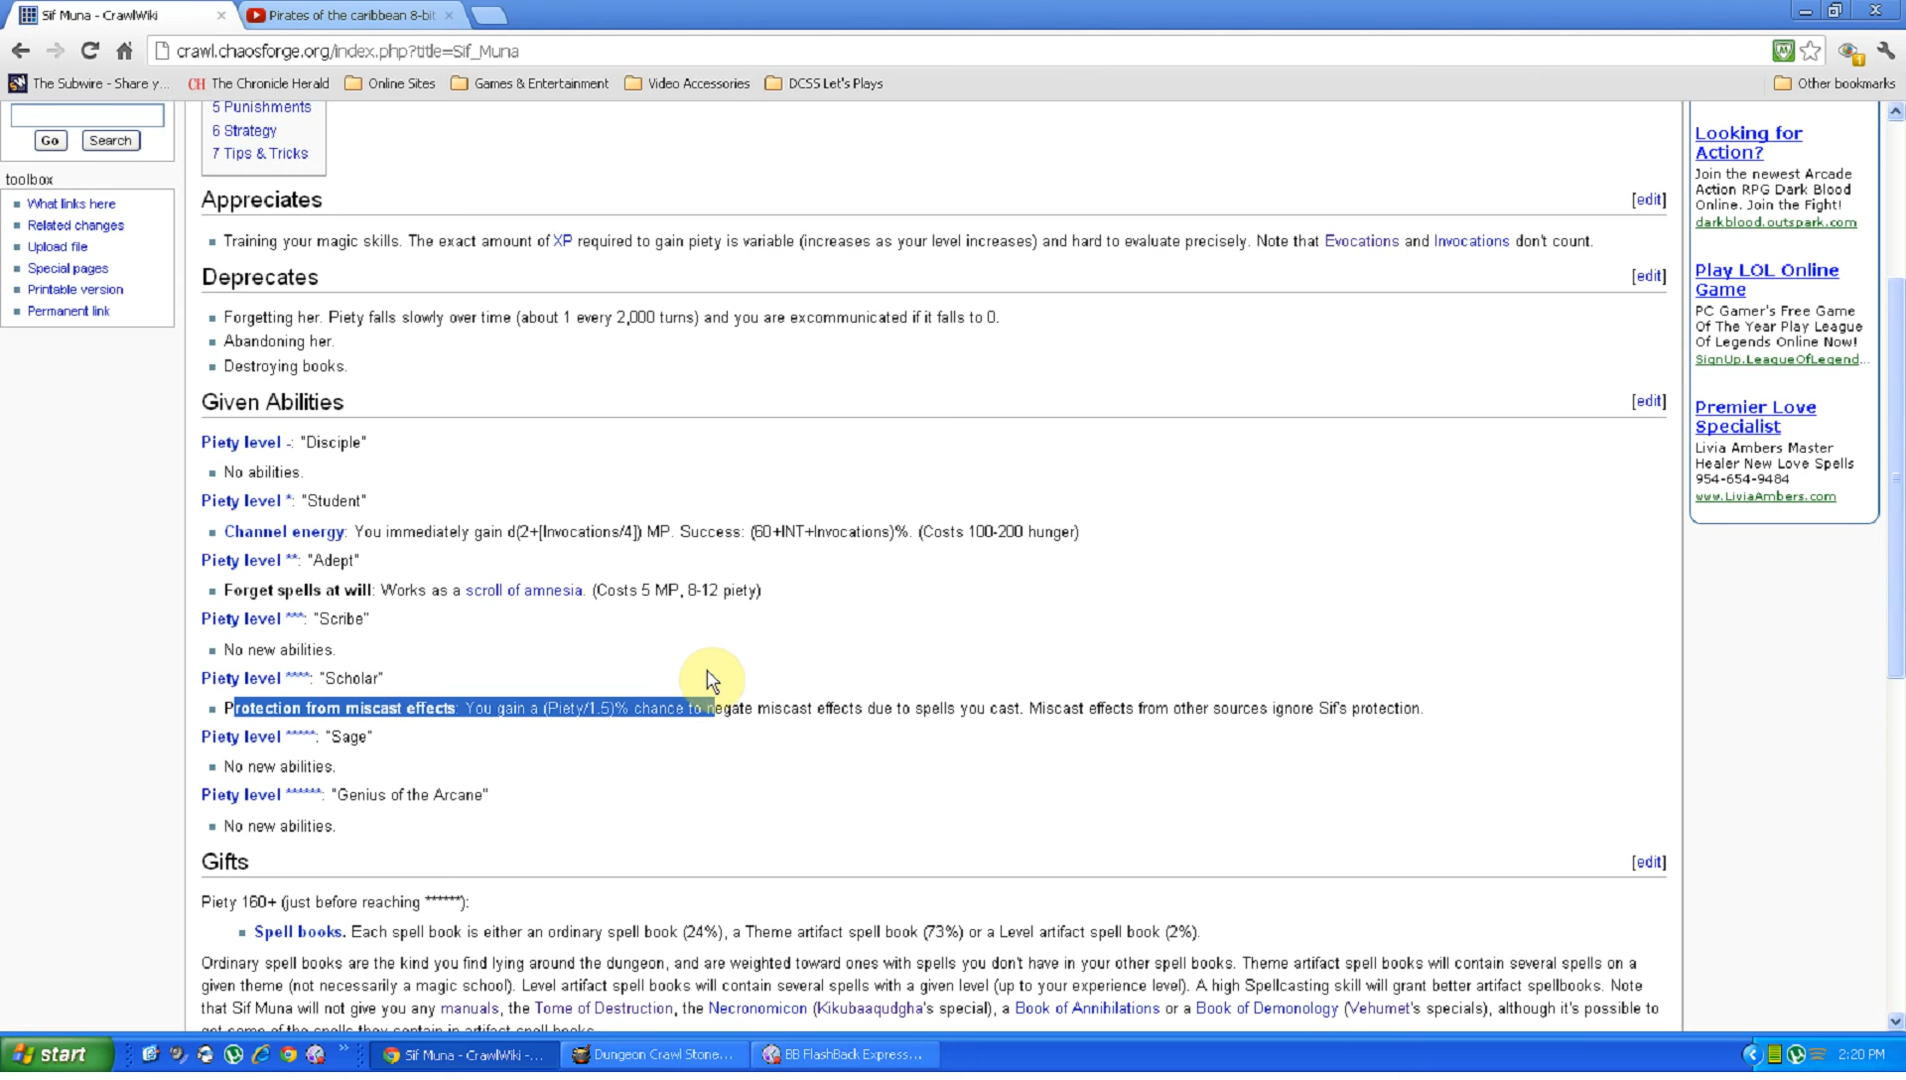 Sif Muna - CrawlWiki
Pirates of the caribbean 8-bit
crawl.chaosforge.org/index.php?title=Sif_Muna
The Subwire - Share y...
CH The Chronicle Herald
Online Sites
Games & Entertainment
Video Accessories
DCSS Let's Plays
Other bookmarks
Go
Search
toolbox
What links here
Related changes
Upload file
Special pages
Printable version
Permanent link
5 Punishments
6 Strategy
7 Tips & Tricks
Appreciates
[edit]
Training your magic skills. The exact amount of XP required to gain piety is variable (increases as your level increases) and hard to evaluate precisely. Note that Evocations and Invocations don't count.
Deprecates
[edit]
Forgetting her. Piety falls slowly over time (about 1 every 2,000 turns) and you are excommunicated if it falls to 0.
Abandoning her.
Destroying books.
Given Abilities
[edit]
Piety level -: "Disciple"
No abilities.
Piety level *: "Student"
Channel energy: You immediately gain d(2+[Invocations/4]) MP. Success: (60+INT+Invocations)%. (Costs 100-200 hunger)
Piety level **: "Adept"
Forget spells at will: Works as a scroll of amnesia. (Costs 5 MP, 8-12 piety)
Piety level ***: "Scribe"
No new abilities.
Piety level ****: "Scholar"
Protection from miscast effects: You gain a (Piety/1.5)% chance to negate miscast effects due to spells you cast. Miscast effects from other sources ignore Sif's protection.
Piety level *****: "Sage"
No new abilities.
Piety level ******: "Genius of the Arcane"
No new abilities.
Gifts
[edit]
Piety 160+ (just before reaching ******):
Spell books. Each spell book is either an ordinary spell book (24%), a Theme artifact spell book (73%) or a Level artifact spell book (2%).
Ordinary spell books are the kind you find lying around the dungeon, and are weighted toward ones with spells you don't have in your other spell books. Theme artifact spell books will contain several spells on a
given theme (not necessarily a magic school). Level artifact spell books will contain several spells with a given level (up to your experience level). A high Spellcasting skill will grant better artifact spellbooks. Note
that Sif Muna will not give you any manuals, the Tome of Destruction, the Necronomicon (Kikubaaqudgha's special), a Book of Annihilations or a Book of Demonology (Vehumet's specials), although it's possible to
get some of the spells they contain in artifact spell books.
Looking for
Action?
Join the newest Arcade
Action RPG Dark Blood
Online. Join the Fight!
darkblood.outspark.com
Play LOL Online
Game
PC Gamer's Free Game
Of The Year Play League
Of Legends Online Now!
SignUp.LeagueOfLegend...
Premier Love
Specialist
Livia Ambers Master
Healer New Love Spells
954-654-9484
www.LiviaAmbers.com
start
Sif Muna - CrawlWiki -...
Dungeon Crawl Stone...
BB FlashBack Express...
2:20 PM